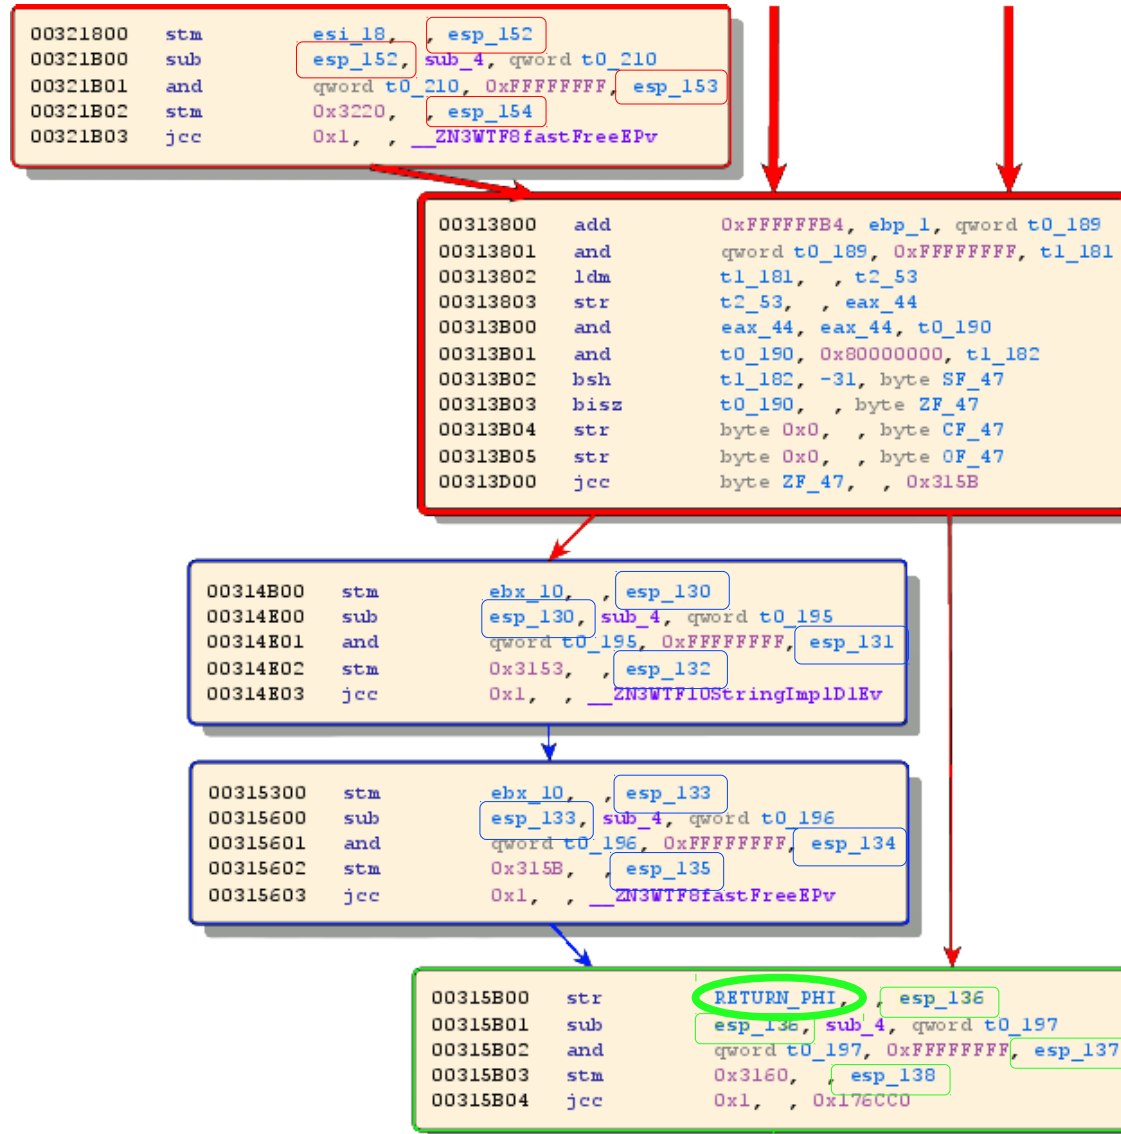 00321800 stm esi_18, , esp_152
00321B00 sub esp_152, sub_4, qword t0_210
00321B01 and qword t0_210, 0xFFFFFFFF, esp_153
00321B02 stm 0x3220, , esp_154
00321B03 jcc 0x1, , __ZN3WTF8fastFreeEPv
00313800 add 0xFFFFFFB4, ebp_1, qword t0_189
00313801 and qword t0_189, 0xFFFFFFFF, t1_181
00313802 ldm t1_181, , t2_53
00313803 str t2_53, , eax_44
00313B00 and eax_44, eax_44, t0_190
00313B01 and t0_190, 0x80000000, t1_182
00313B02 bsh t1_182, -31, byte SF_47
00313B03 bisz t0_190, , byte ZF_47
00313B04 str byte 0x0, , byte CF_47
00313B05 str byte 0x0, , byte OF_47
00313D00 jcc byte ZF_47, , 0x315B
00314B00 stm ebx_10, , esp_130
00314E00 sub esp_130, sub_4, qword t0_195
00314E01 and qword t0_195, 0xFFFFFFFF, esp_131
00314E02 stm 0x3153, , esp_132
00314E03 jcc 0x1, , __ZN3WTF10StringImplD1Ev
00315300 stm ebx_10, , esp_133
00315600 sub esp_133, sub_4, qword t0_196
00315601 and qword t0_196, 0xFFFFFFFF, esp_134
00315602 stm 0x315B, , esp_135
00315603 jcc 0x1, , __ZN3WTF8fastFreeEPv
00315B00 str RETURN_PHI, , esp_136
00315B01 sub esp_136, sub_4, qword t0_197
00315B02 and qword t0_197, 0xFFFFFFFF, esp_137
00315B03 stm 0x3160, , esp_138
00315B04 jcc 0x1, , 0x176CC0